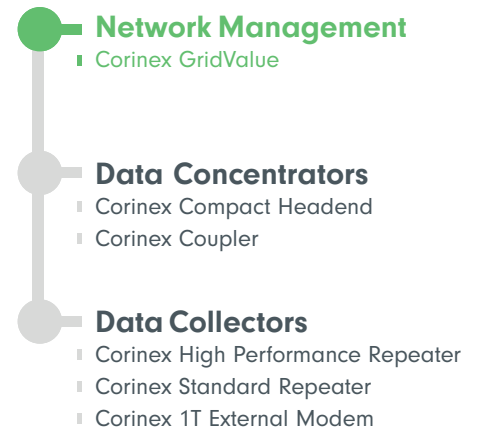 Network Management
Corinex GridValue
Data Concentrators
Corinex Compact Headend
Corinex Coupler
Data Collectors
Corinex High Performance Repeater
Corinex Standard Repeater
Corinex 1T External Modem